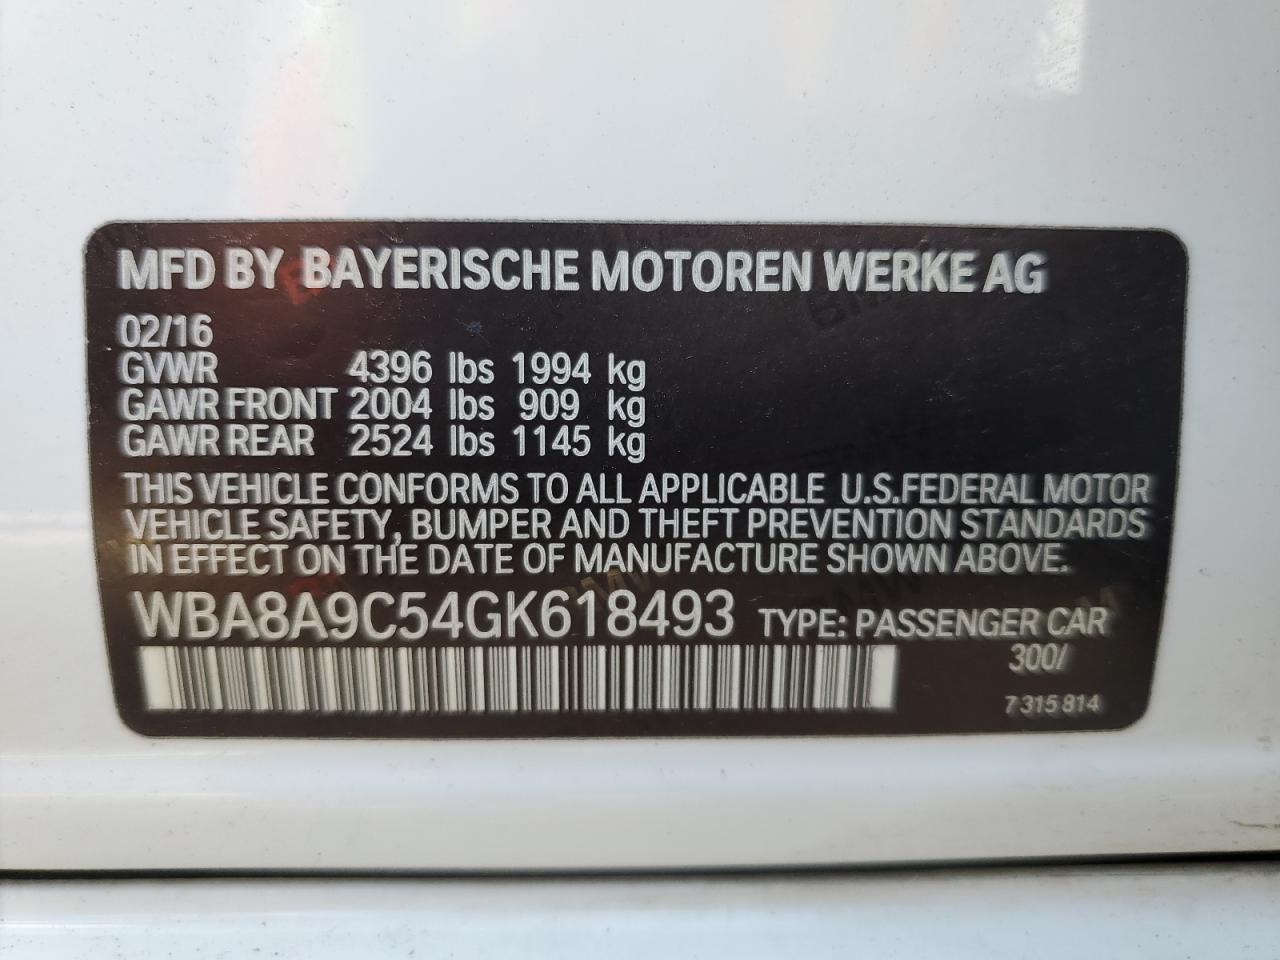 MFD BY BAYERISCHE MOTOREN WERKE AG
02/16
GVWR 4396 lbs 1994 kg
GAWR FRONT 2004 lbs 909 kg
GAWR REAR 2524 lbs 1145 kg
THIS VEHICLE CONFORMS TO ALL APPLICABLE U.S.FEDERAL MOTOR
VEHICLE SAFETY, BUMPER AND THEFT PREVENTION STANDARDS
IN EFFECT ON THE DATE OF MANUFACTURE SHOWN ABOVE.
WBA8A9C54GK618493 TYPE: PASSENGER CAR
300/
7 315 814